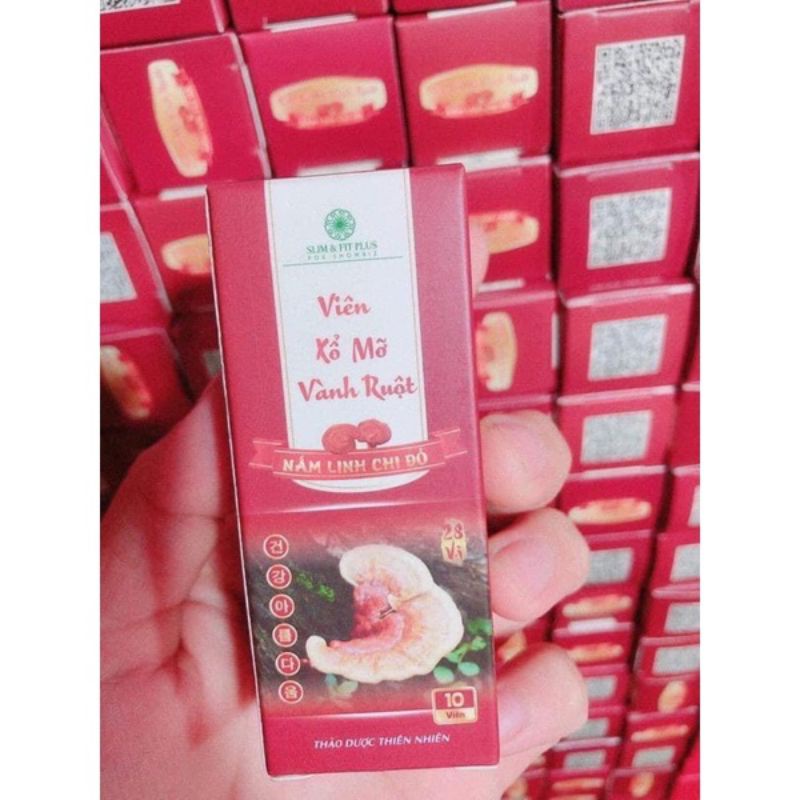 SLIM & FIT PLUS
FOR SHOWBIZ
Viên
Xổ Mỡ
Vành Ruột
NẤM LINH CHI ĐỎ
28
Vị
건
강
아
름
다
움
10
Viên
THẢO DƯỢC THIÊN NHIÊN